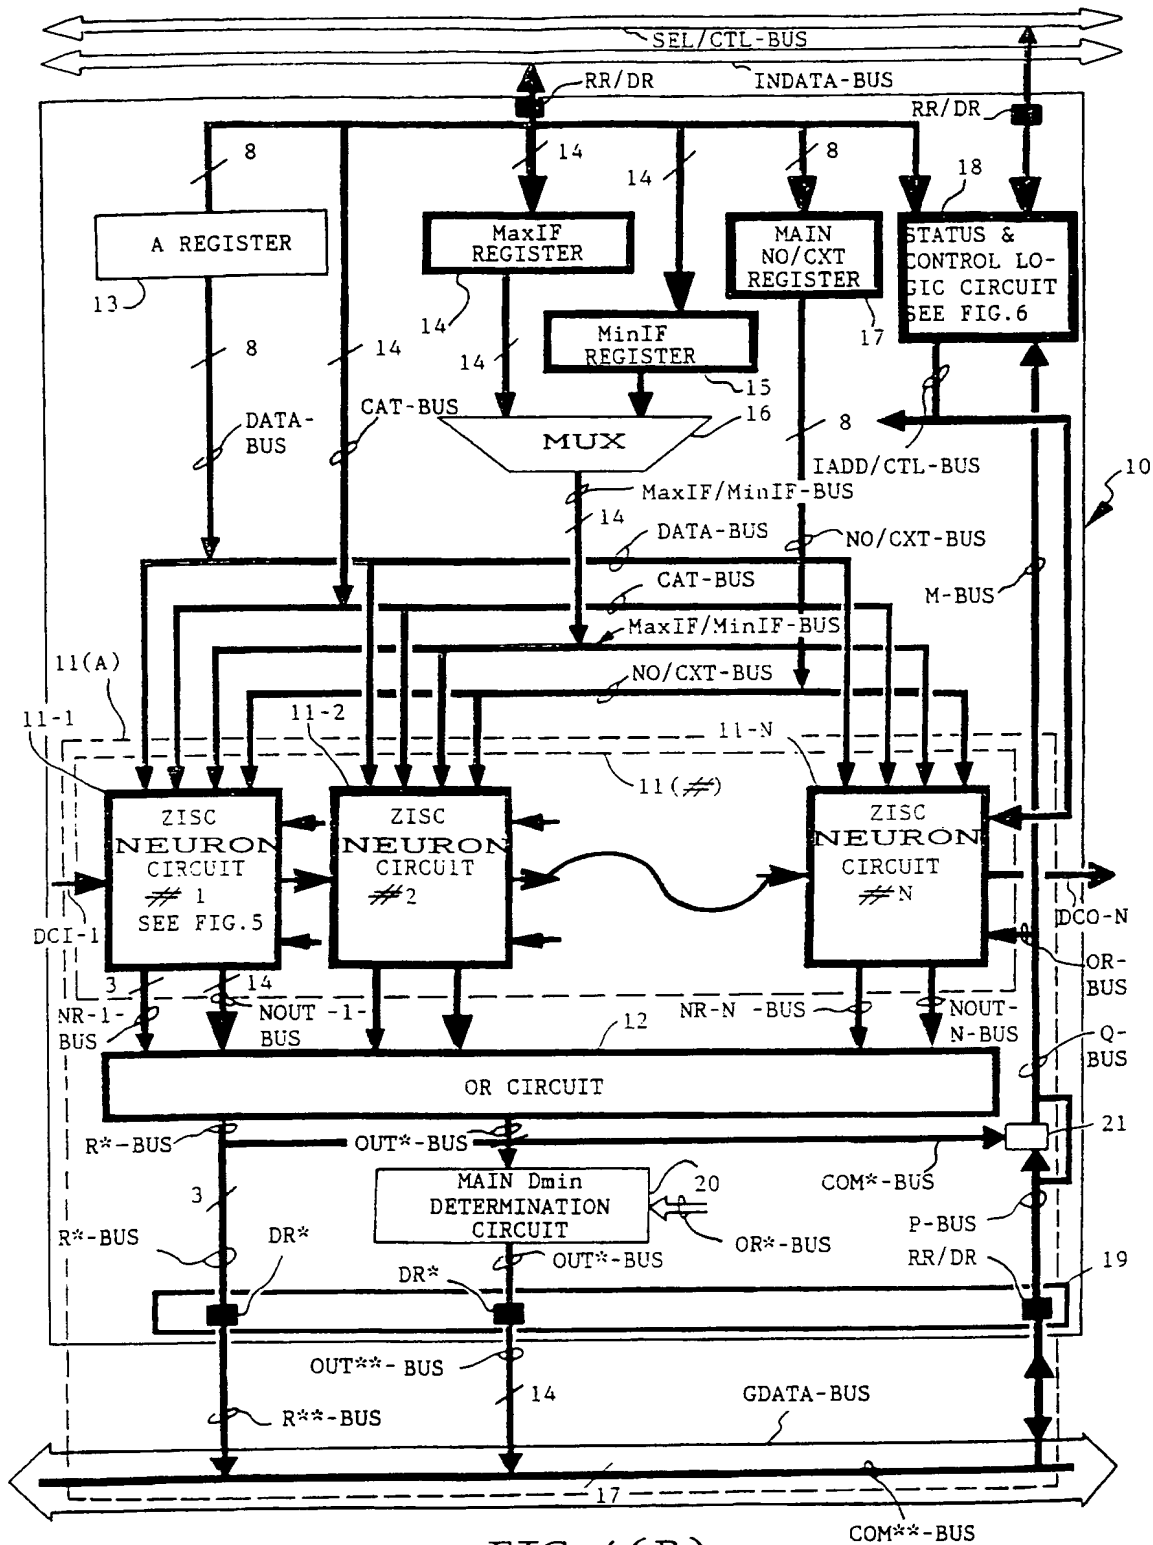 SEL/CTL-BUS
INDATA-BUS
RR/DR
RR/DR
8
14
14
8
18
A REGISTER
13
MaxIF
REGISTER
14
MAIN
NO/CXT
REGISTER
17
STATUS &
CONTROL LO-
GIC CIRCUIT
SEE FIG.6
MinIF
REGISTER
15
8
14
14
DATA-
BUS
CAT-BUS
MUX
16
8
IADD/CTL-BUS
10
MaxIF/MinIF-BUS
14
DATA-BUS
NO/CXT-BUS
CAT-BUS
M-BUS
MaxIF/MinIF-BUS
11(A)
NO/CXT-BUS
11-1
11-2
11-N
11(#)
ZISC
NEURON
CIRCUIT
#1
SEE FIG.5
ZISC
NEURON
CIRCUIT
#2
ZISC
NEURON
CIRCUIT
#N
DCI-1
DCO-N
OR-
BUS
3
14
NR-1-
BUS
NOUT -1-
BUS
12
NR-N -BUS
NOUT-
N-BUS
Q-
BUS
OR CIRCUIT
R*-BUS
OUT*-BUS
21
COM*-BUS
3
MAIN Dmin
DETERMINATION
CIRCUIT
20
OR*-BUS
P-BUS
R*-BUS
DR*
DR*
OUT*-BUS
RR/DR
19
OUT**-BUS
14
R**-BUS
GDATA-BUS
17
COM**-BUS